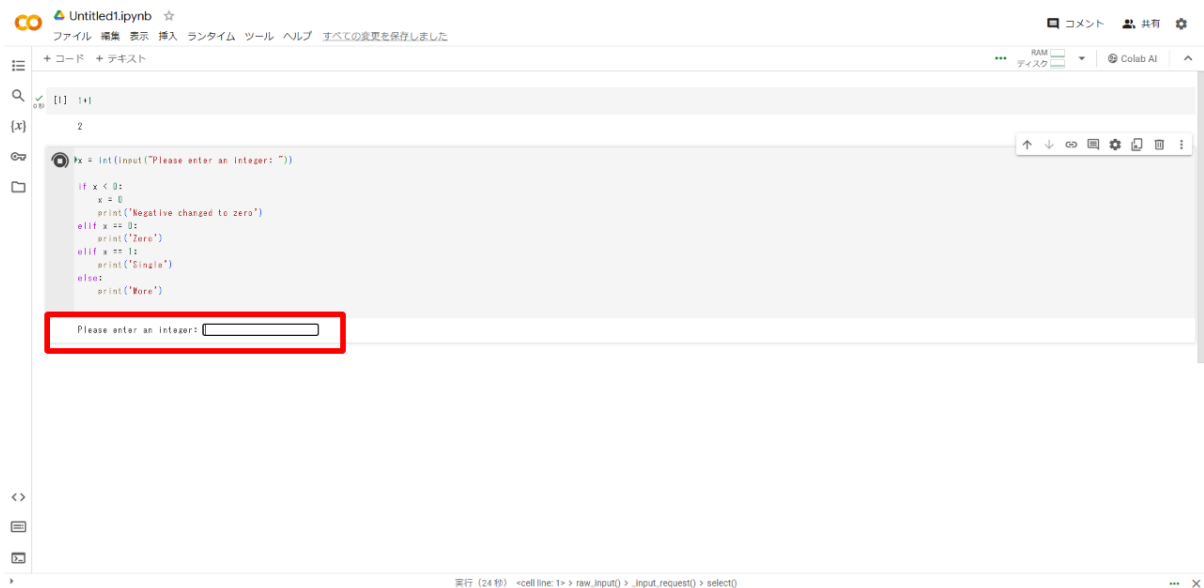 Untitled1.ipynb
ファイル 編集 表示 挿入 ランタイム ツール ヘルプ すべての変更を保存しました
コメント 共有
+ コード + テキスト
RAM
ディスク
Colab AI
[1] 1+1
0秒
2
{x}
x = int(input("Please enter an integer: "))
if x < 0:
x = 0
print('Negative changed to zero')
elif x == 0:
print('Zero')
elif x == 1:
print('Single')
else:
print('More')
Please enter an integer:
実行 (24 秒) <cell line: 1> > raw_input() > _input_request() > select()